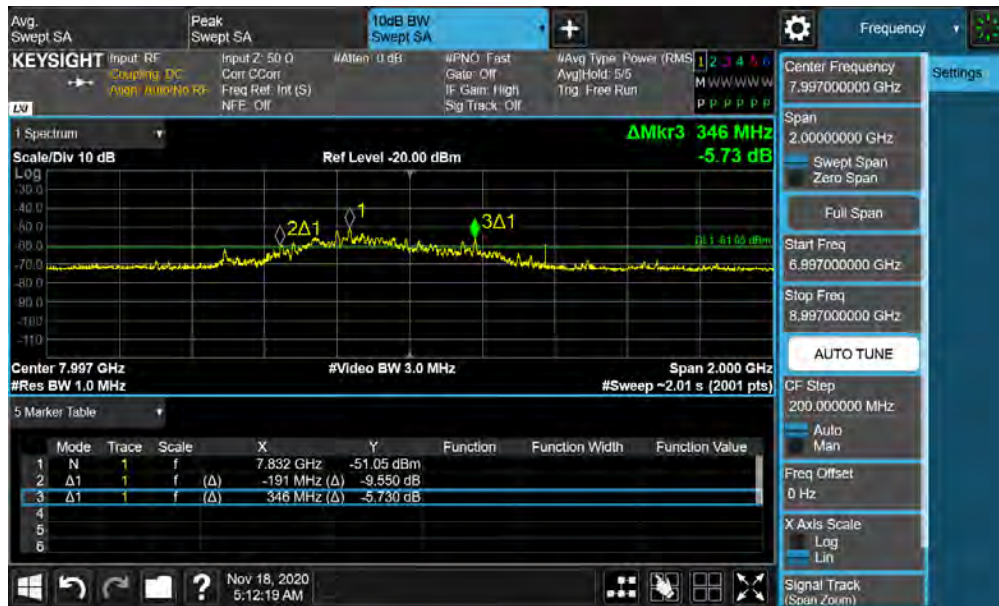 Avg.
Swept SA
Peak
Swept SA
10dB BW
Swept SA
Frequency
KEYSIGHT
Input: RF
Coupling: DC
Align: Auto/No RF
Input Z: 50 Ω
Corr CCorr
Freq Ref: Int (S)
NFE: Off
#Atten: 0 dB
#PNO: Fast
Gate: Off
IF Gain: High
Sig Track: Off
#Avg Type: Power (RMS
Avg|Hold: 5/5
Trig: Free Run
1 2 3 4 5 6
M W W W W W
P P P P P P
LXI
1 Spectrum
ΔMkr3 346 MHz
-5.73 dB
Scale/Div 10 dB
Ref Level -20.00 dBm
Log
-30.0
-40.0
-50.0
-60.0
-70.0
-80.0
-90.0
-100
-110
2Δ1
1
3Δ1
DL1 -61.05 dBm
Center 7.997 GHz
#Video BW 3.0 MHz
Span 2.000 GHz
#Res BW 1.0 MHz
#Sweep ~2.01 s (2001 pts)
5 Marker Table
Mode Trace Scale X Y Function Function Width Function Value
1 N 1 f 7.832 GHz -51.05 dBm
2 Δ1 1 f (Δ) -191 MHz (Δ) -9.550 dB
3 Δ1 1 f (Δ) 346 MHz (Δ) -5.730 dB
4
5
6
Nov 18, 2020
5:12:19 AM
?
Center Frequency
7.997000000 GHz
Settings
Span
2.00000000 GHz
Swept Span
Zero Span
Full Span
Start Freq
6.997000000 GHz
Stop Freq
8.997000000 GHz
AUTO TUNE
CF Step
200.000000 MHz
Auto
Man
Freq Offset
0 Hz
X Axis Scale
Log
Lin
Signal Track
(Span Zoom)